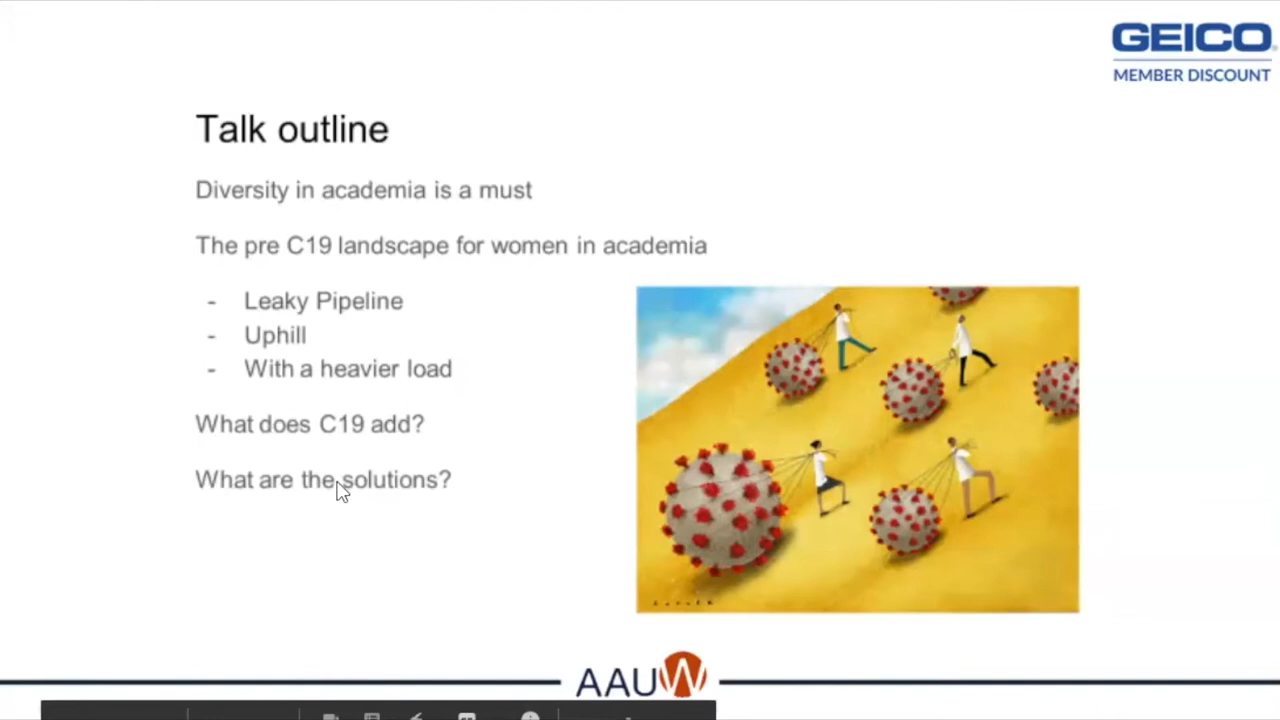 GEICO
MEMBER DISCOUNT
Talk outline
Diversity in academia is a must
The pre C19 landscape for women in academia
- Leaky Pipeline
- Uphill
- With a heavier load
What does C19 add?
What are the solutions?
AAUW